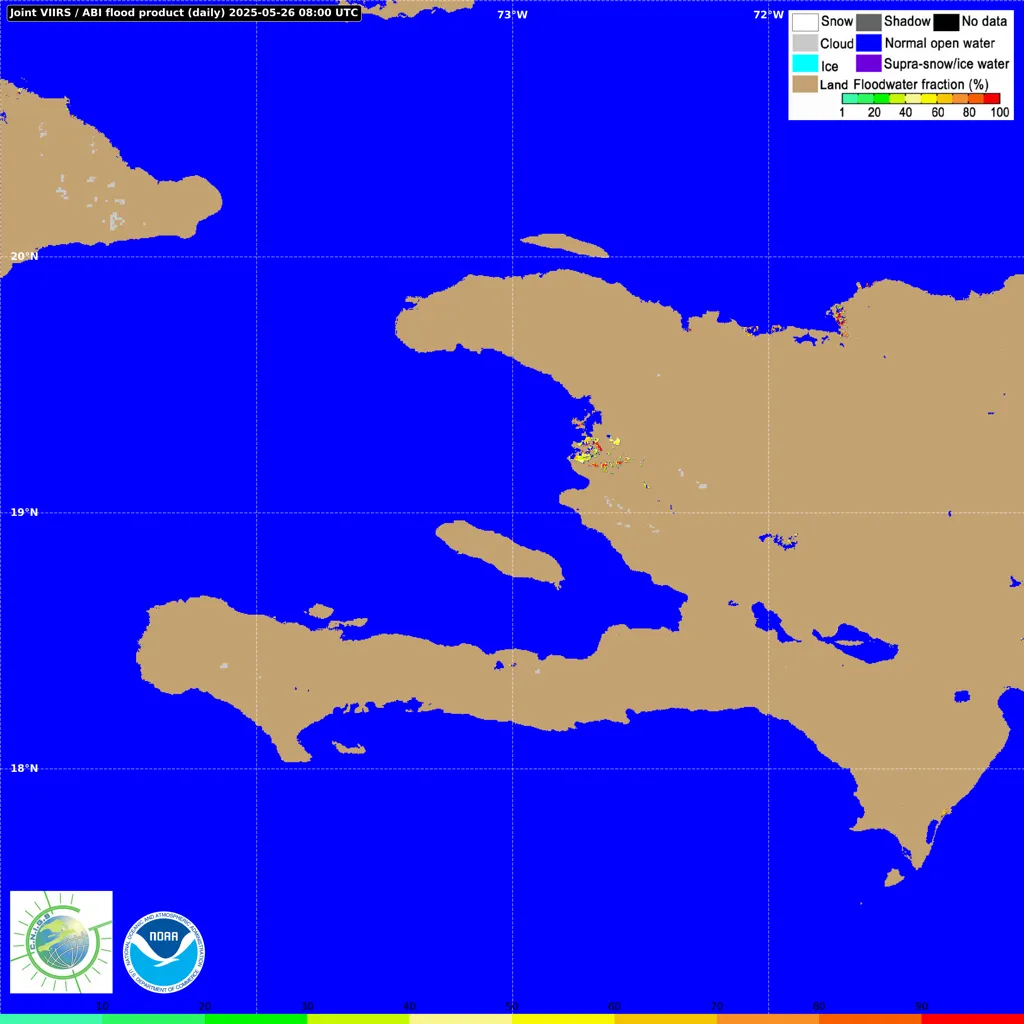 Joint VIIRS / ABI flood product (daily) 2025-05-26 08:00 UTC
73°W
72°W
Snow Shadow No data
Cloud Normal open water
Ice Supra-snow/ice water
Land Floodwater fraction (%)
1 20 40 60 80 100
20°N
19°N
18°N
C.N.I.G.S
NATIONAL OCEANIC AND ATMOSPHERIC ADMINISTRATION
NOAA
U.S. DEPARTMENT OF COMMERCE
10 20 30 40 50 60 70 80 90